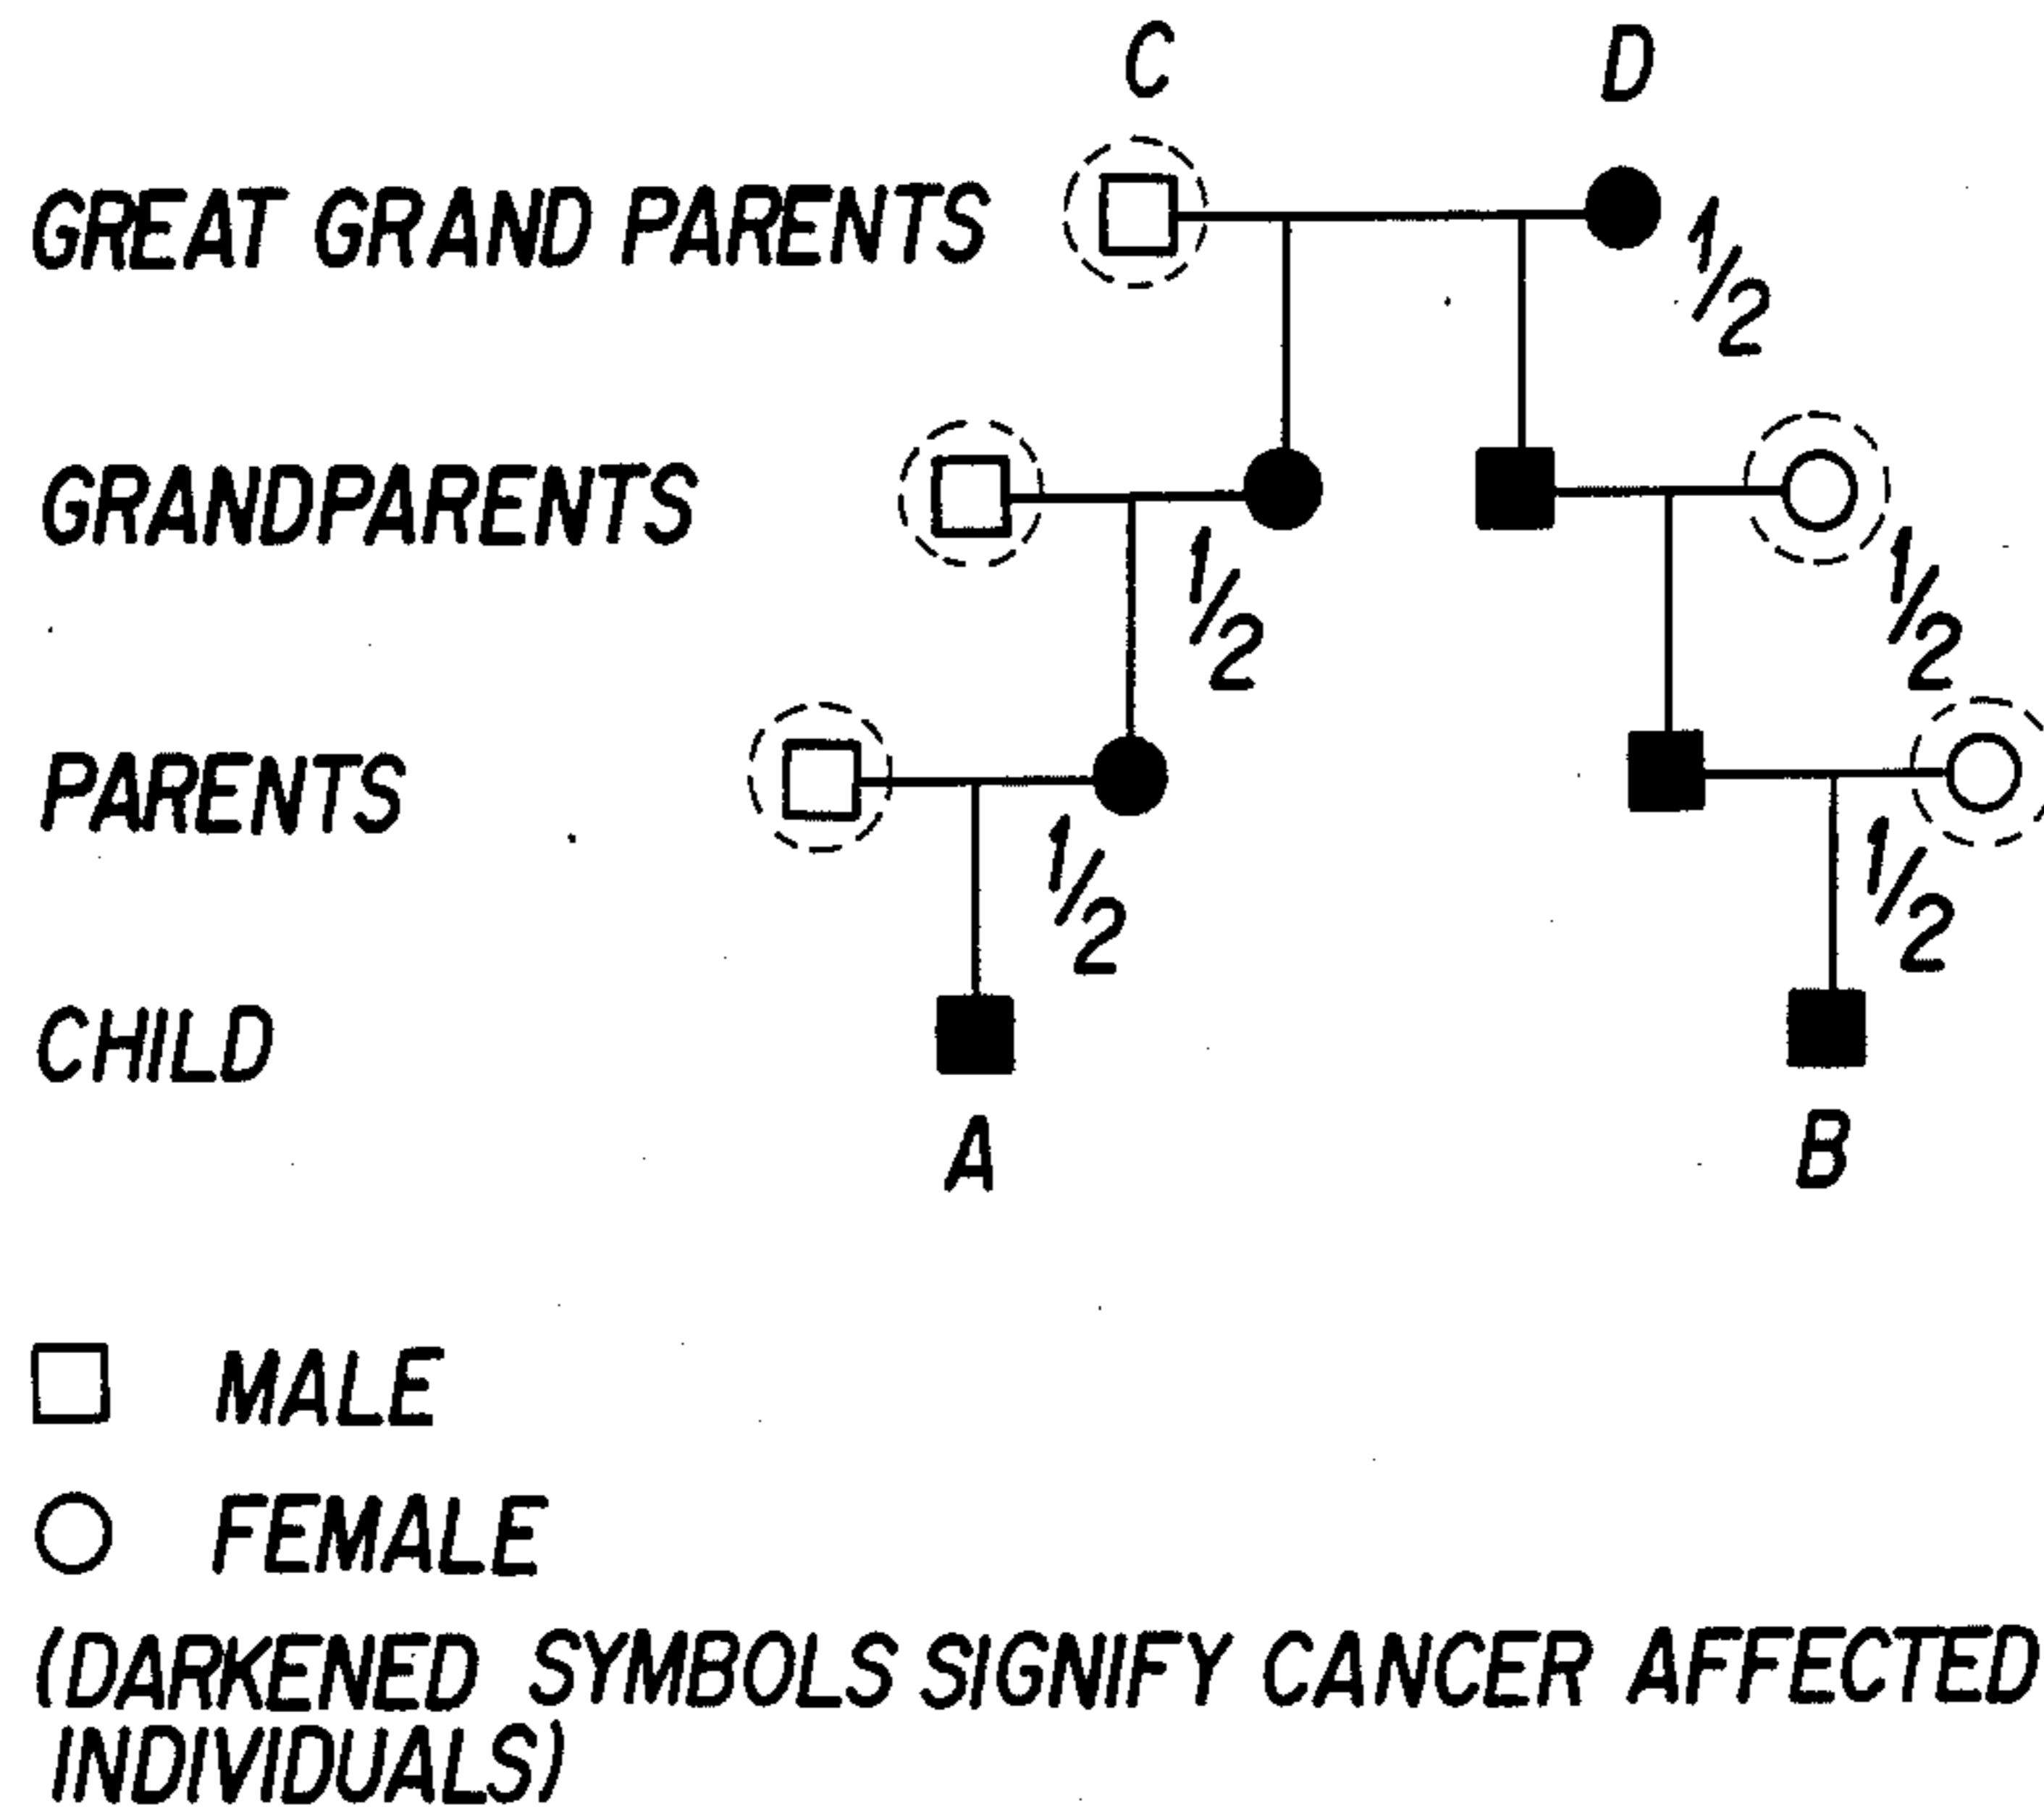 C D
GREAT GRAND PARENTS
1/2
GRANDPARENTS
1/2 1/2
PARENTS
1/2 1/2
CHILD
A B
MALE
FEMALE
(DARKENED SYMBOLS SIGNIFY CANCER AFFECTED
INDIVIDUALS)